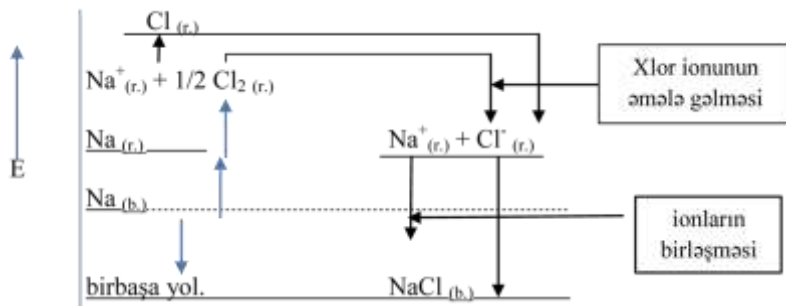 Cl (r.)
Na⁺(r.) + 1/2 Cl₂ (r.)
Xlor ionunun
əmələ gəlməsi
Na (r.)
Na⁺(r.) + Cl⁻ (r.)
E
Na (b.)
ionların
birləşməsi
birbaşa yol.
NaCl (b.)